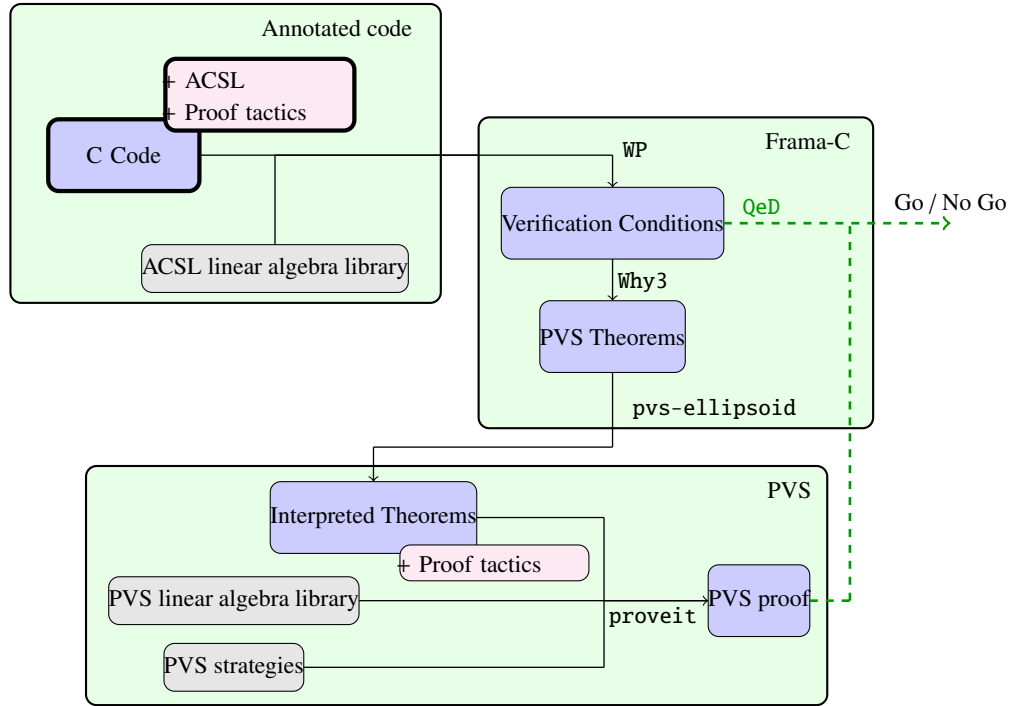 Annotated code
+ ACSL
+ Proof tactics
C Code
ACSL linear algebra library
Frama-C
WP
Verification Conditions
QeD
Go / No Go
Why3
PVS Theorems
pvs-ellipsoid
PVS
Interpreted Theorems
+ Proof tactics
PVS linear algebra library
proveit
PVS proof
PVS strategies